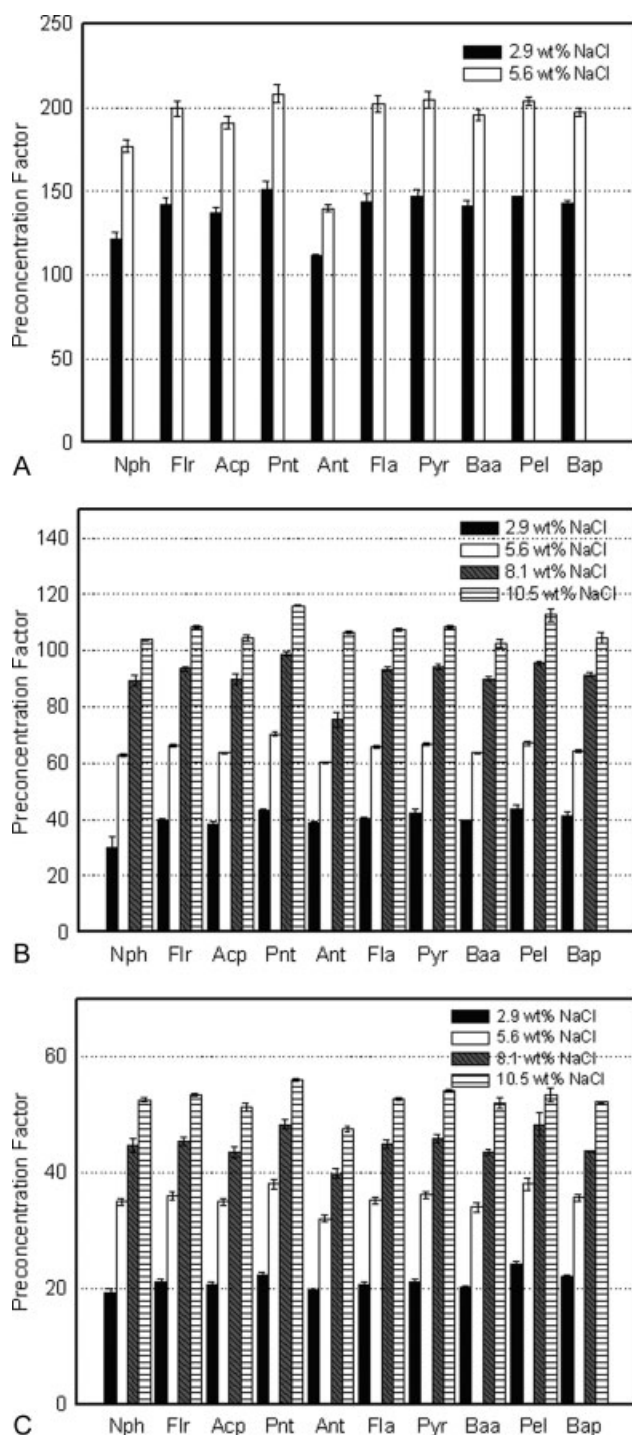 250
200
150
100
50
0
Preconcentration Factor
2.9 wt% NaCl
5.6 wt% NaCl
Nph Flr Acp Pnt Ant Fla Pyr Baa Pel Bap
A
140
120
100
80
60
40
20
0
Preconcentration Factor
2.9 wt% NaCl
5.6 wt% NaCl
8.1 wt% NaCl
10.5 wt% NaCl
Nph Flr Acp Pnt Ant Fla Pyr Baa Pel Bap
B
60
40
20
0
Preconcentration Factor
2.9 wt% NaCl
5.6 wt% NaCl
8.1 wt% NaCl
10.5 wt% NaCl
Nph Flr Acp Pnt Ant Fla Pyr Baa Pel Bap
C